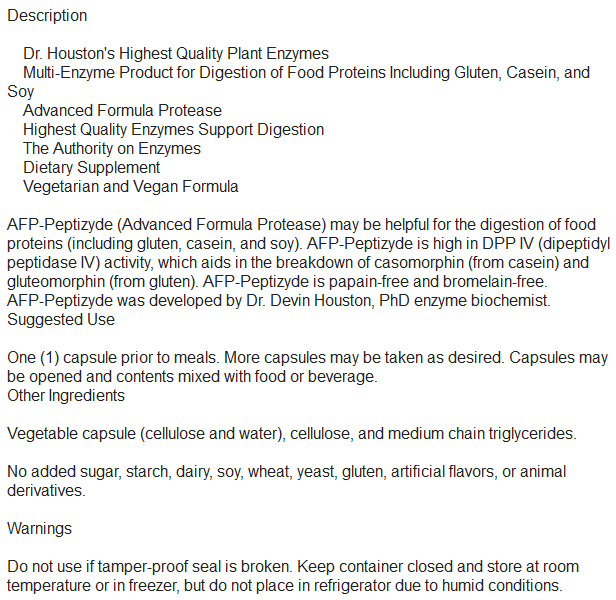 Description
Dr. Houston's Highest Quality Plant Enzymes
Multi-Enzyme Product for Digestion of Food Proteins Including Gluten, Casein, and
Soy
Advanced Formula Protease
Highest Quality Enzymes Support Digestion
The Authority on Enzymes
Dietary Supplement
Vegetarian and Vegan Formula
AFP-Peptizyde (Advanced Formula Protease) may be helpful for the digestion of food
proteins (including gluten, casein, and soy). AFP-Peptizyde is high in DPP IV (dipeptidyl
peptidase IV) activity, which aids in the breakdown of casomorphin (from casein) and
gluteomorphin (from gluten). AFP-Peptizyde is papain-free and bromelain-free.
AFP-Peptizyde was developed by Dr. Devin Houston, PhD enzyme biochemist.
Suggested Use
One (1) capsule prior to meals. More capsules may be taken as desired. Capsules may
be opened and contents mixed with food or beverage.
Other Ingredients
Vegetable capsule (cellulose and water), cellulose, and medium chain triglycerides.
No added sugar, starch, dairy, soy, wheat, yeast, gluten, artificial flavors, or animal
derivatives.
Warnings
Do not use if tamper-proof seal is broken. Keep container closed and store at room
temperature or in freezer, but do not place in refrigerator due to humid conditions.